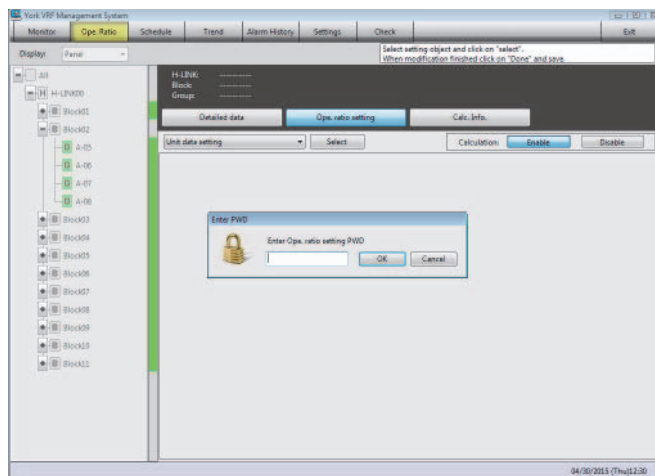 York VRF Management System
Monitor Ope. Ratio Schedule Trend Alarm History Settings Check Exit
Display: Panel
Select setting object and click on "select".
When modification finished click on "Done" and save.
All
H H-LINK00
B Block01
B Block02
G A-05
G A-06
G A-07
G A-08
B Block03
B Block04
B Block05
B Block06
B Block07
B Block08
B Block09
B Block10
B Block11
H-LINK: ----------
Block: ----------
Group: ----------
Detailed data Ope. ratio setting Calc. Info.
Unit data setting Select Calculation: Enable Disable
Enter PWD
Enter Ope. ratio setting PWD
OK Cancel
04/30/2015 (Thu)12:30